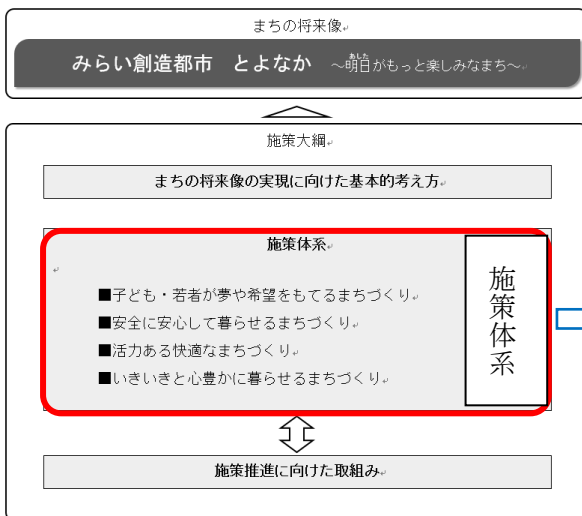 まちの将来像
みらい創造都市 とよなか ～明日がもっと楽しみなまち～
あした
施策大綱
まちの将来像の実現に向けた基本的考え方
施策体系
■子ども・若者が夢や希望をもてるまちづくり
■安全に安心して暮らせるまちづくり
■活力ある快適なまちづくり
■いきいきと心豊かに暮らせるまちづくり
施策体系
施策推進に向けた取組み